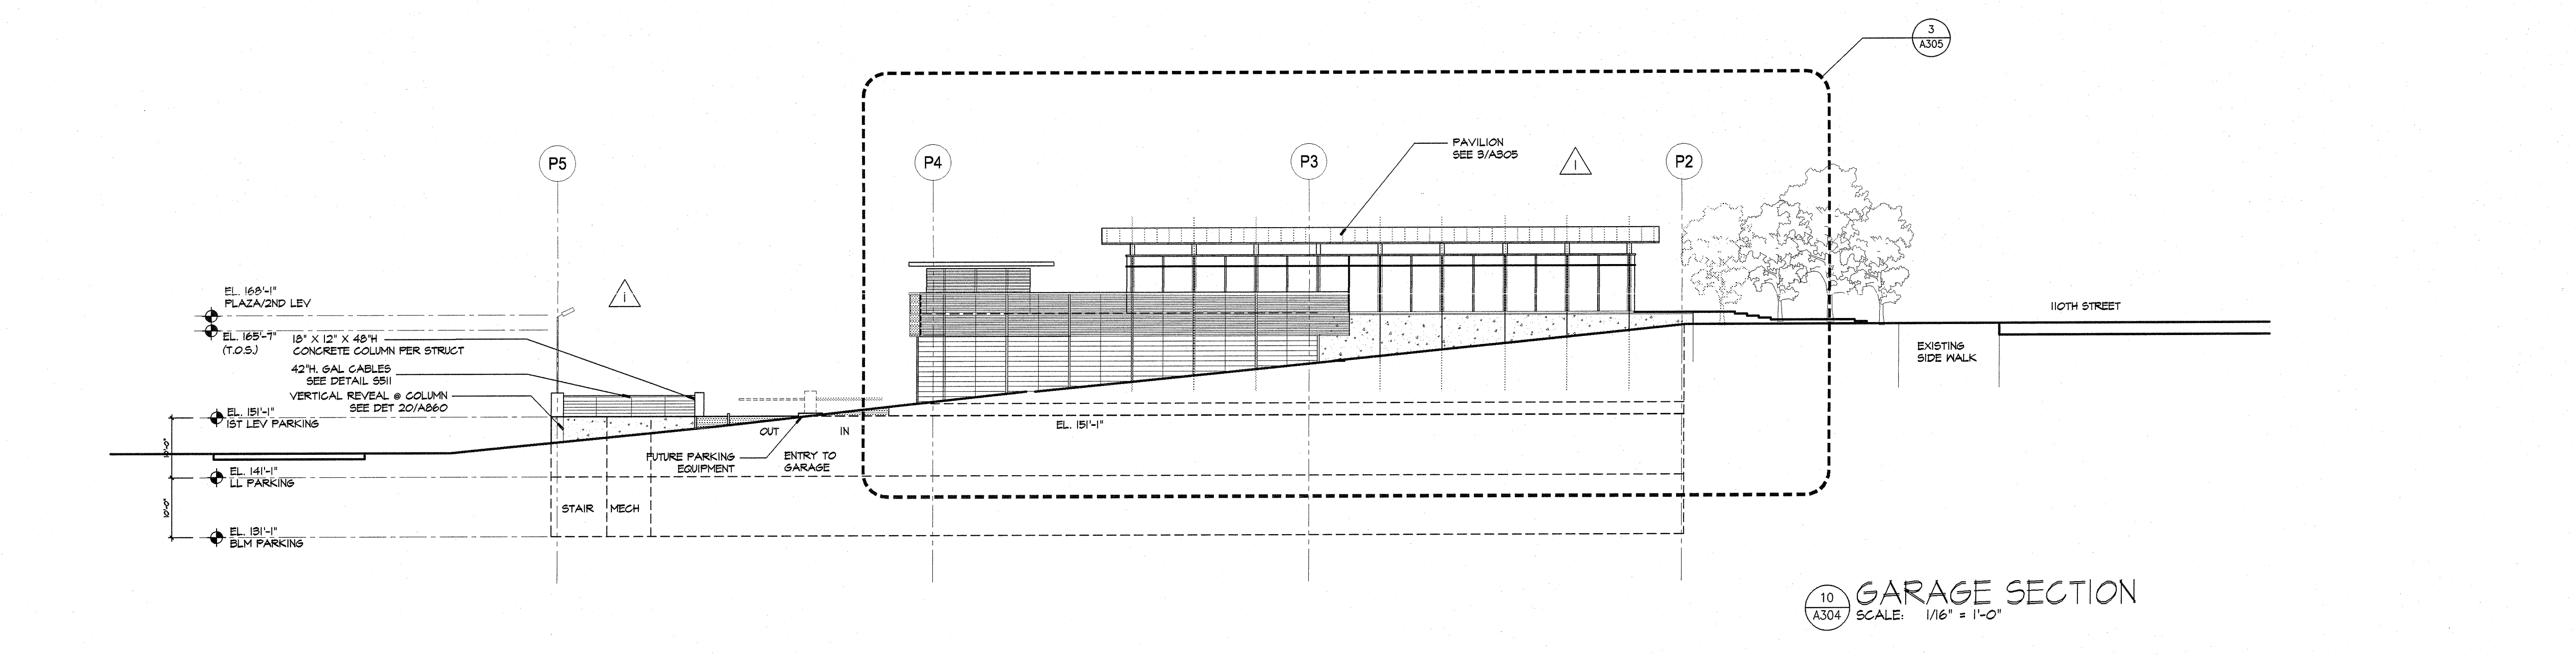 3
A305
P5
P4
P3
P2
PAVILION
SEE 3/A305
1
1
EL. 168'-1"
PLAZA/2ND LEV
EL. 165'-7"
(T.O.S.)
18" X 12" X 48"H
CONCRETE COLUMN PER STRUCT
42"H. GAL CABLES
SEE DETAIL S511
VERTICAL REVEAL @ COLUMN
SEE DET 20/A860
EL. 151'-1"
1ST LEV PARKING
10'-0"
EL. 141'-1"
LL PARKING
10'-0"
EL. 131'-1"
BLM PARKING
OUT
IN
FUTURE PARKING
EQUIPMENT
ENTRY TO
GARAGE
STAIR
MECH
EL. 151'-1"
110TH STREET
EXISTING
SIDE WALK
10
A304
GARAGE SECTION
SCALE: 1/16" = 1'-0"